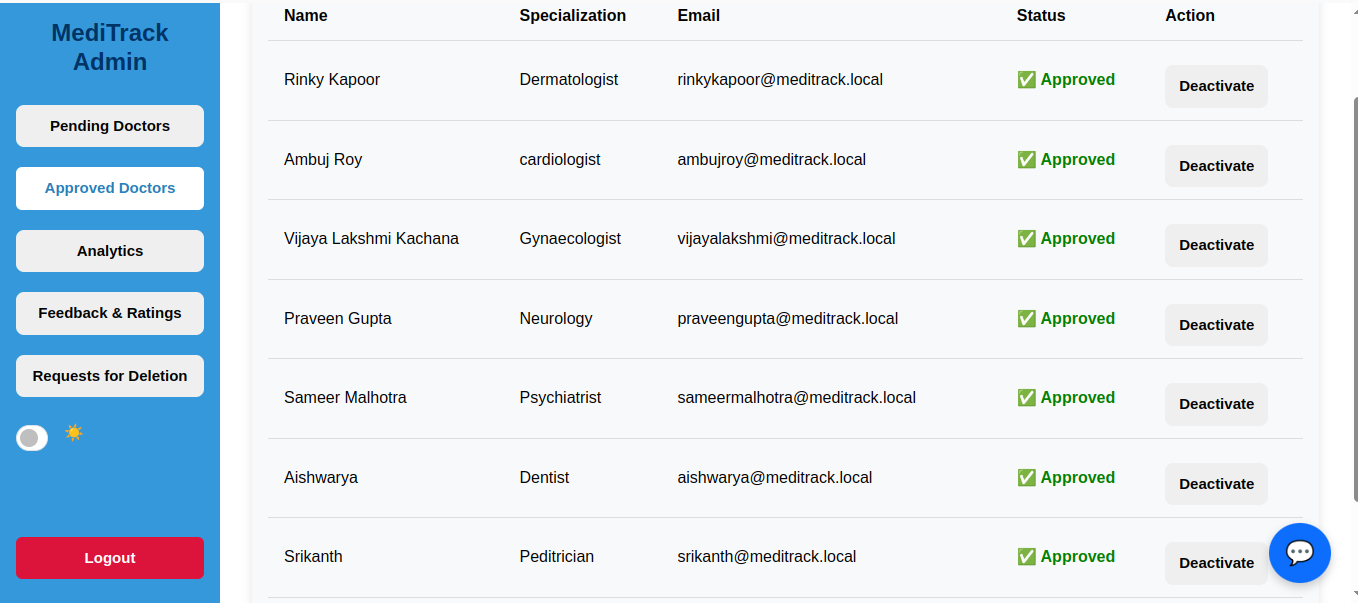 MediTrack
Admin
Pending Doctors
Approved Doctors
Analytics
Feedback & Ratings
Requests for Deletion
Logout
Name Specialization Email Status Action
Rinky Kapoor Dermatologist rinkykapoor@meditrack.local ✅ Approved Deactivate
Ambuj Roy cardiologist ambujroy@meditrack.local ✅ Approved Deactivate
Vijaya Lakshmi Kachana Gynaecologist vijayalakshmi@meditrack.local ✅ Approved Deactivate
Praveen Gupta Neurology praveengupta@meditrack.local ✅ Approved Deactivate
Sameer Malhotra Psychiatrist sameermalhotra@meditrack.local ✅ Approved Deactivate
Aishwarya Dentist aishwarya@meditrack.local ✅ Approved Deactivate
Srikanth Peditrician srikanth@meditrack.local ✅ Approved Deactivate